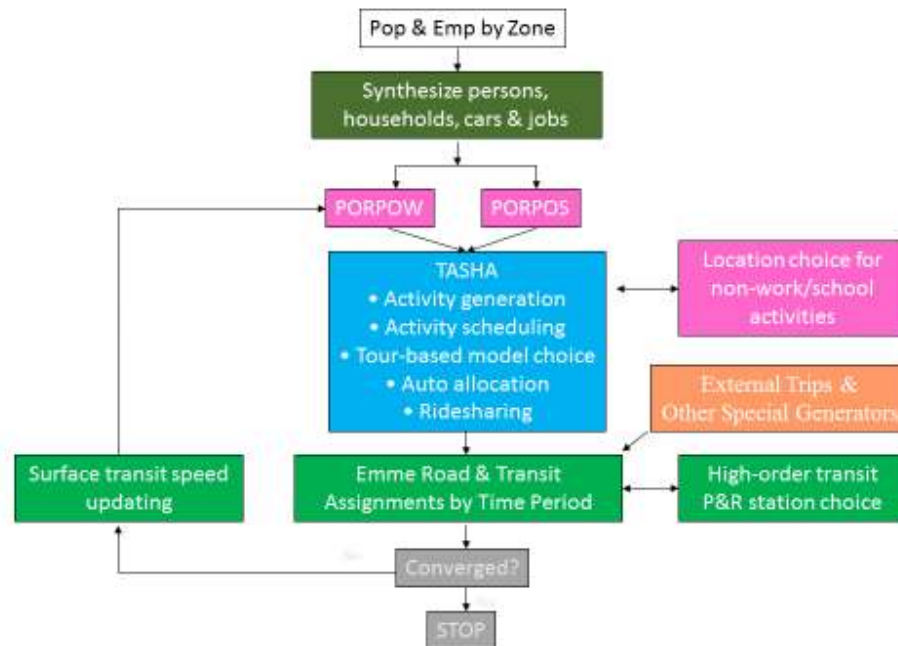 Pop & Emp by Zone
Synthesize persons,
households, cars & jobs
PORPOW
PORPOS
TASHA
• Activity generation
• Activity scheduling
• Tour-based model choice
• Auto allocation
• Ridesharing
Location choice for
non-work/school
activities
External Trips &
Other Special Generators
Surface transit speed
updating
Emme Road & Transit
Assignments by Time Period
High-order transit
P&R station choice
Converged?
STOP